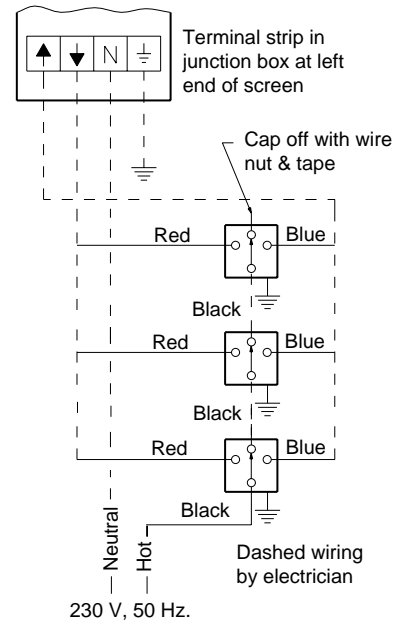 Terminal strip in
junction box at left
end of screen
N
Cap off with wire
nut & tape
Red
Blue
Black
Red
Blue
Black
Red
Blue
Black
Neutral
Hot
Dashed wiring
by electrician
230 V, 50 Hz.